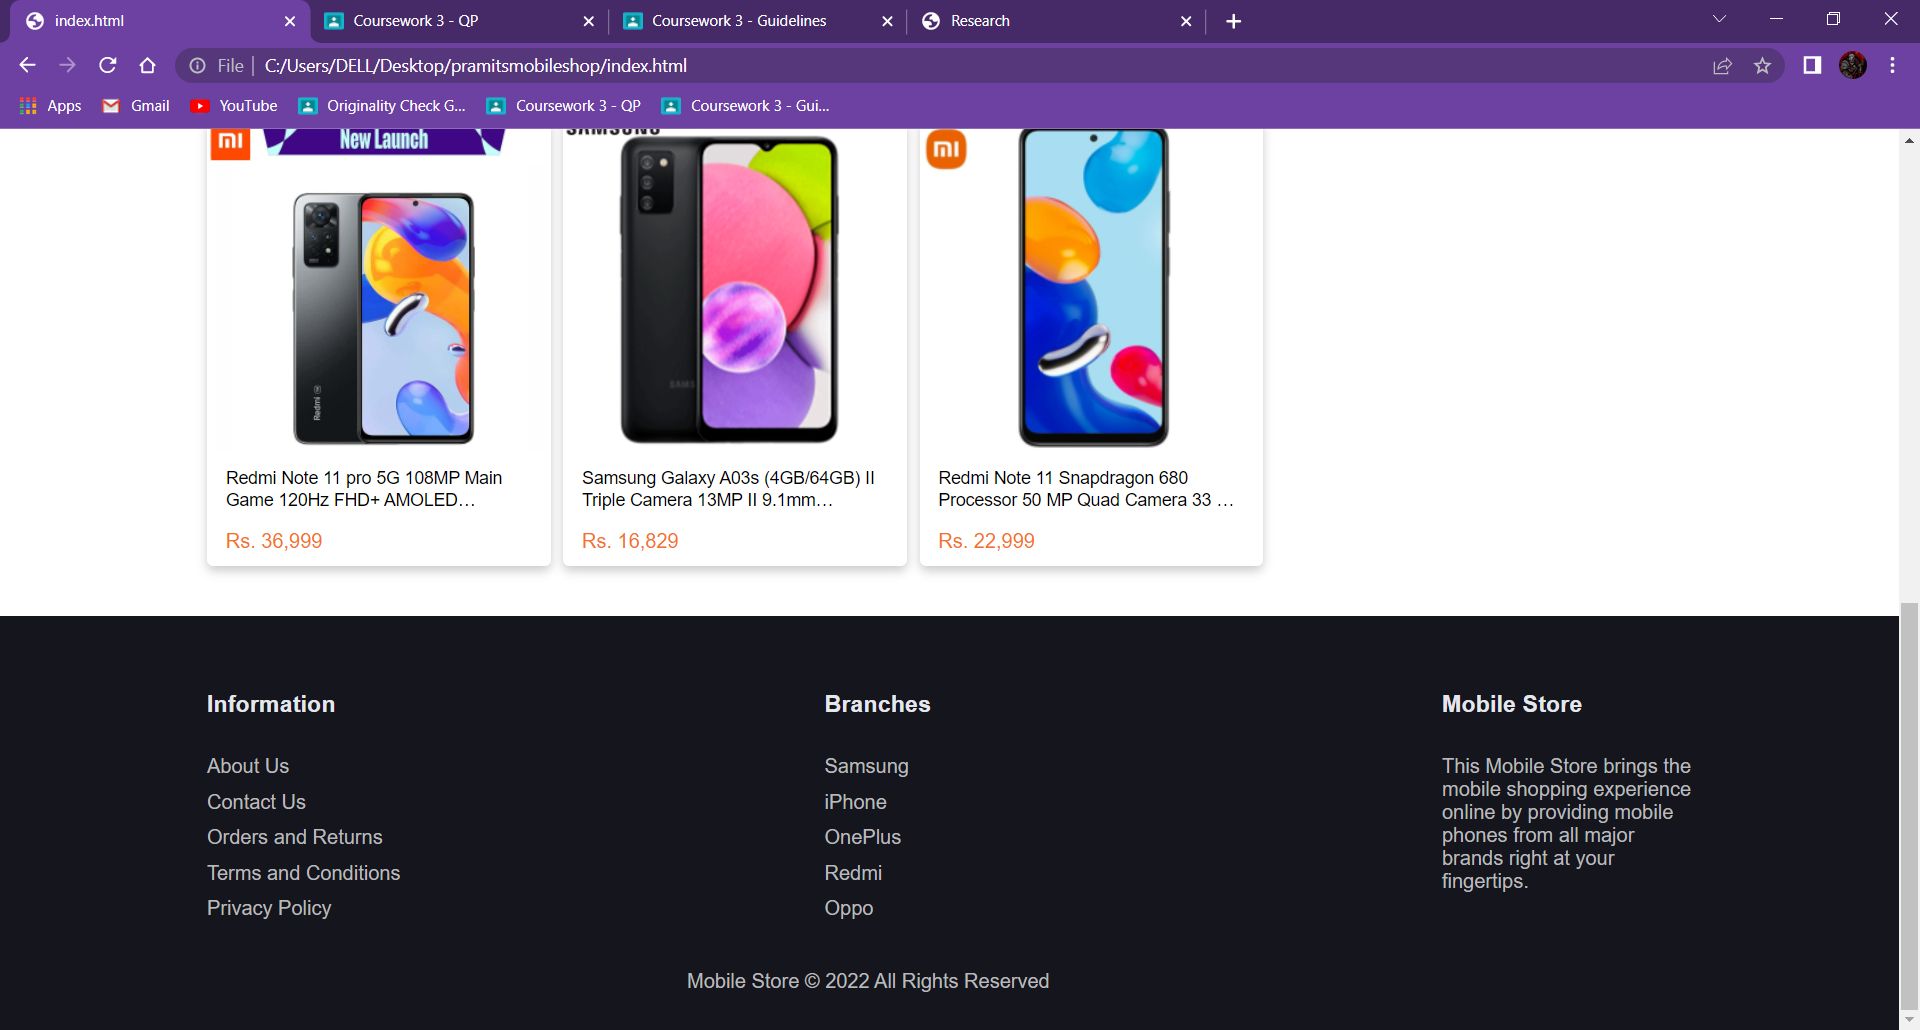 index.html
Coursework 3 - QP
Coursework 3 - Guidelines
Research
File
C:/Users/DELL/Desktop/pramitsmobileshop/index.html
Apps
Gmail
YouTube
Originality Check G...
Coursework 3 - QP
Coursework 3 - Gui...
mi
New Launch
SAMSUNG
mi
Redmi
SAMS
Redmi Note 11 pro 5G 108MP Main
Game 120Hz FHD+ AMOLED…
Rs. 36,999
Samsung Galaxy A03s (4GB/64GB) II
Triple Camera 13MP II 9.1mm…
Rs. 16,829
Redmi Note 11 Snapdragon 680
Processor 50 MP Quad Camera 33 …
Rs. 22,999
Information
About Us
Contact Us
Orders and Returns
Terms and Conditions
Privacy Policy
Branches
Samsung
iPhone
OnePlus
Redmi
Oppo
Mobile Store
This Mobile Store brings the
mobile shopping experience
online by providing mobile
phones from all major
brands right at your
fingertips.
Mobile Store © 2022 All Rights Reserved